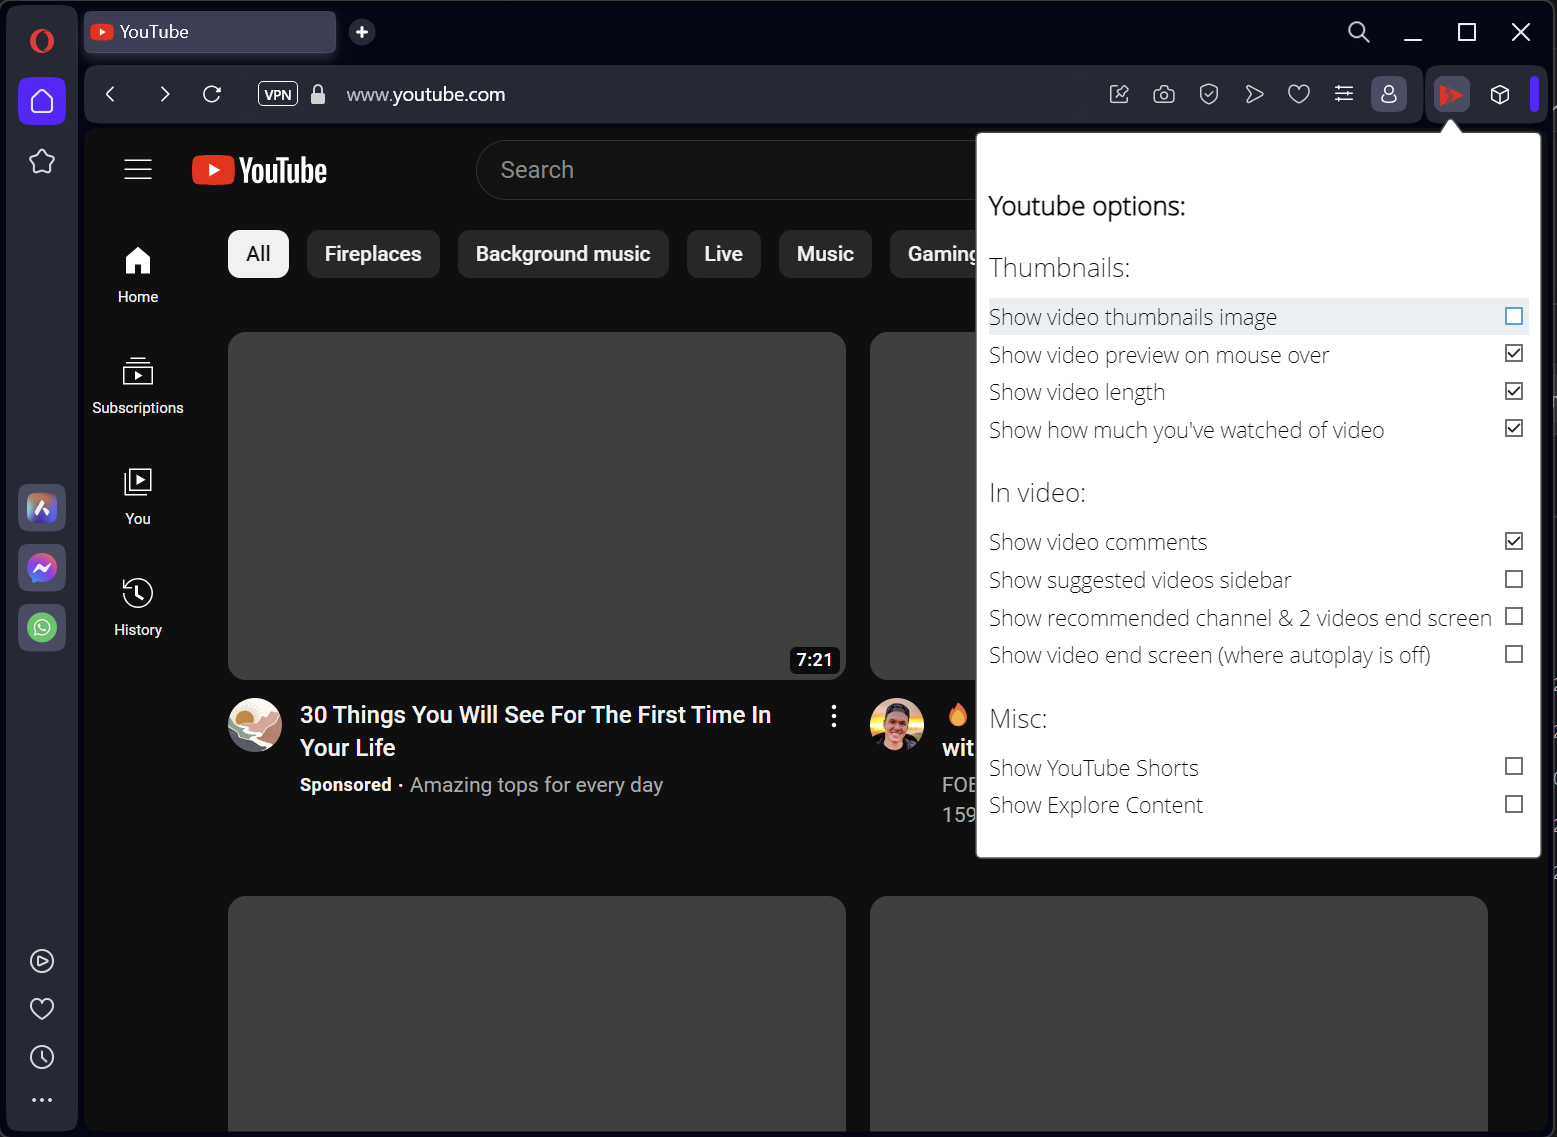 YouTube
VPN
www.youtube.com
YouTube
Search
All
Fireplaces
Background music
Live
Music
Gaming
Home
Subscriptions
You
History
7:21
30 Things You Will See For The First Time In
Your Life
Sponsored · Amazing tops for every day
wit
159
Youtube options:
Thumbnails:
Show video thumbnails image
Show video preview on mouse over
Show video length
Show how much you've watched of video
In video:
Show video comments
Show suggested videos sidebar
Show recommended channel & 2 videos end screen
Show video end screen (where autoplay is off)
Misc:
Show YouTube Shorts
Show Explore Content